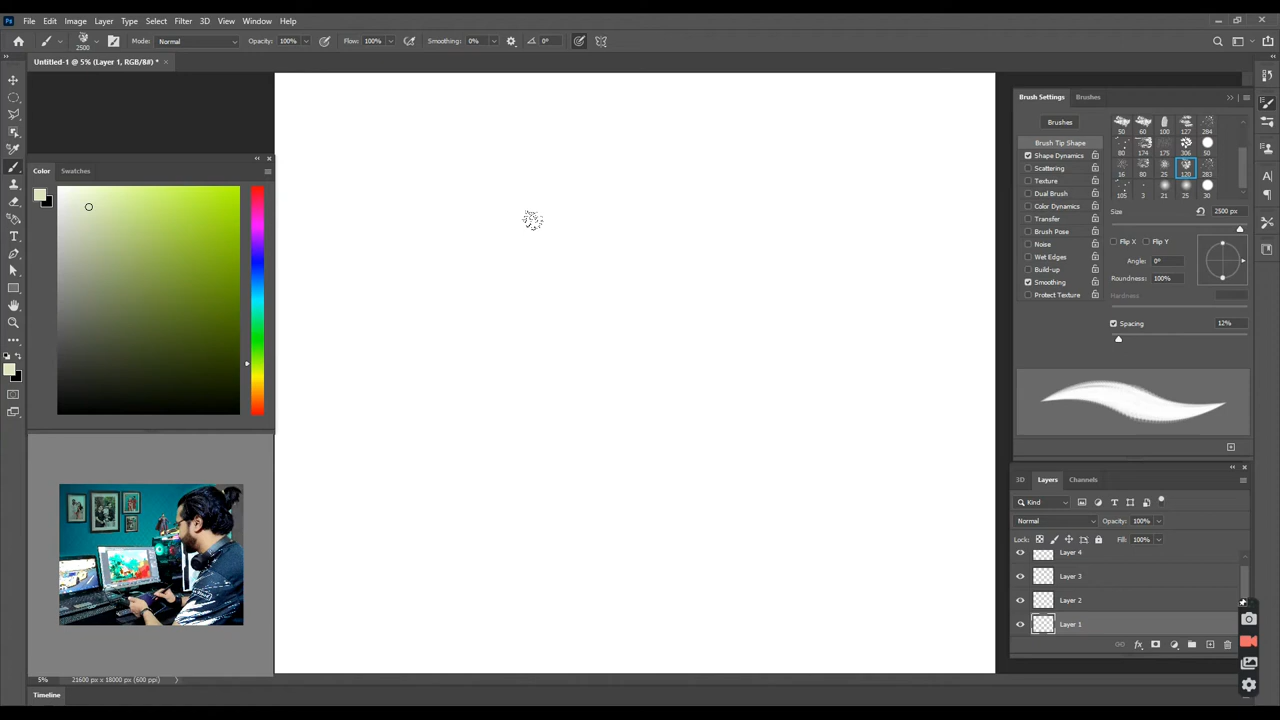 Ps File Edit Image Layer Type Select Filter 3D View Window Help
2500 Mode: Normal Opacity: 100% Flow: 100% Smoothing: 0% 0°
Untitled-1 @ 5% (Layer 1, RGB/8#) * ×
Color Swatches
Brush Settings Brushes
Brushes
50 60 100 127 284
Brush Tip Shape
80 174 175 306 50
Shape Dynamics
Scattering
16 80 25 120 283
Texture
Dual Brush
105 3 21 25 30
Color Dynamics
Size 2500 px
Transfer
Brush Pose
Noise
Flip X Flip Y
Wet Edges
Angle: 0°
Build-up
Roundness: 100%
Smoothing
Protect Texture
Hardness
Spacing 12%
3D Layers Channels
Kind
Normal Opacity: 100%
Lock: Fill: 100%
Layer 4
Layer 3
Layer 2
Layer 1
5% 21600 px x 18000 px (600 ppi)
Timeline